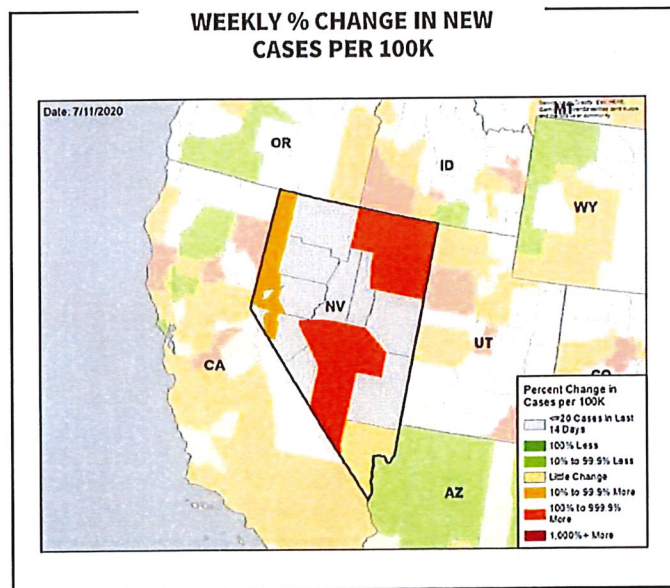 WEEKLY % CHANGE IN NEW
CASES PER 100K
Date: 7/11/2020
MT
OR
ID
WY
NV
UT
CA
CO
AZ
Percent Change in
Cases per 100K
<=20 Cases in Last
14 Days
100% Less
10% to 99.9% Less
Little Change
10% to 99.9% More
100% to 999.9%
More
1,000%+ More